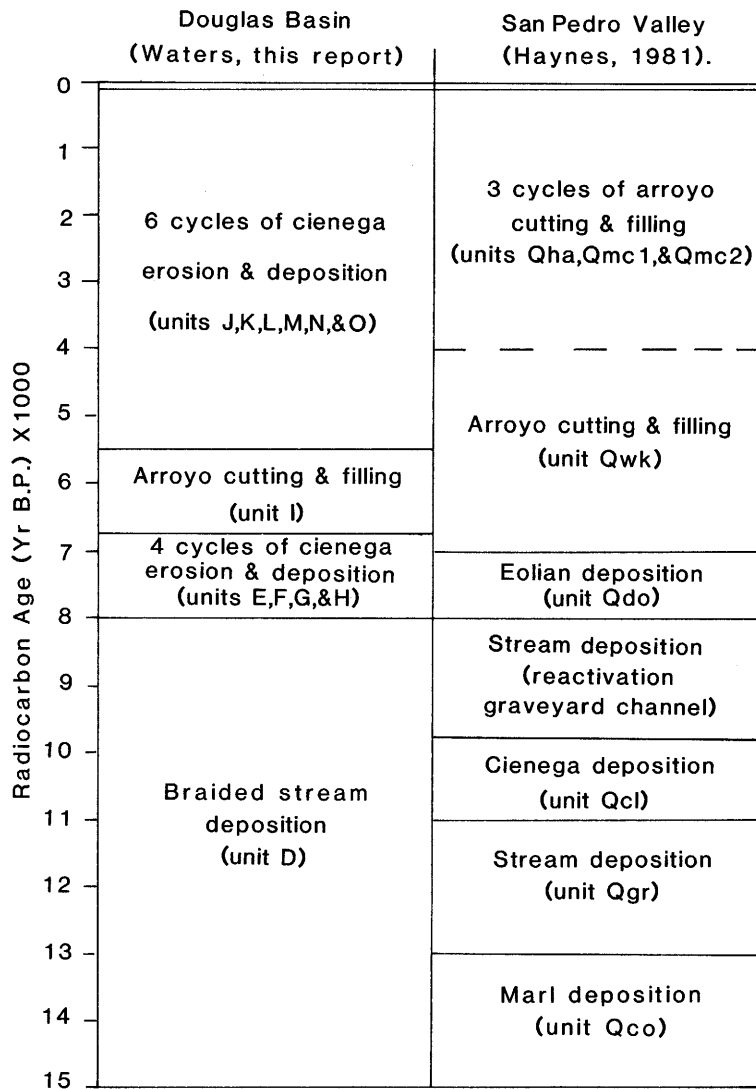 Douglas Basin
(Waters, this report)
San Pedro Valley
(Haynes, 1981).
Radiocarbon Age (Yr B.P.) X1000
0
1
2
3
4
5
6
7
8
9
10
11
12
13
14
15
6 cycles of cienega
erosion & deposition
(units J,K,L,M,N,&O)
Arroyo cutting & filling
(unit I)
4 cycles of cienega
erosion & deposition
(units E,F,G,&H)
Braided stream
deposition
(unit D)
3 cycles of arroyo
cutting & filling
(units Qha,Qmc1,&Qmc2)
Arroyo cutting & filling
(unit Qwk)
Eolian deposition
(unit Qdo)
Stream deposition
(reactivation
graveyard channel)
Cienega deposition
(unit Qcl)
Stream deposition
(unit Qgr)
Marl deposition
(unit Qco)